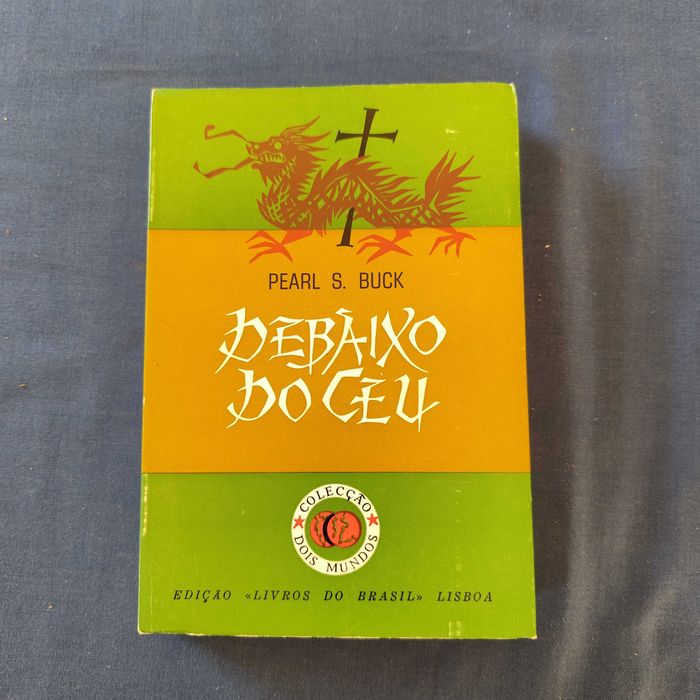 PEARL S. BUCK
DEBAIXO
DO CÉU
COLECÇÃO
DOIS MUNDOS
EDIÇÃO «LIVROS DO BRASIL» LISBOA